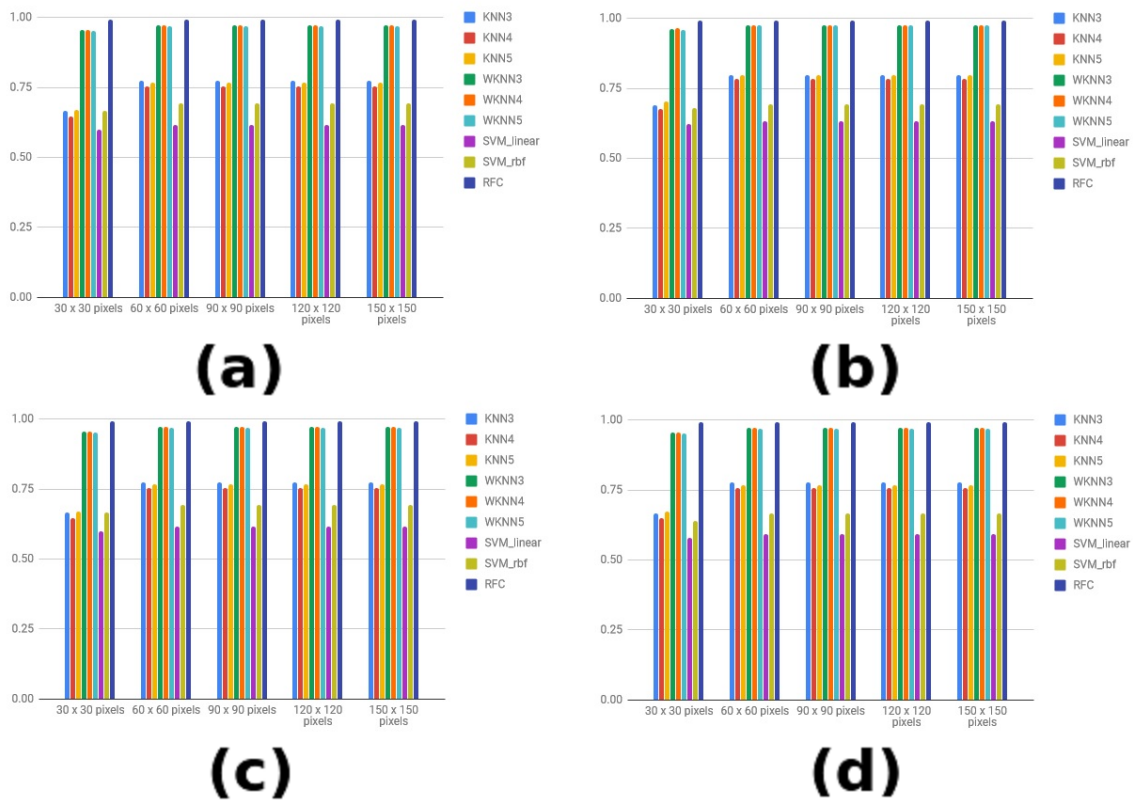 1.00
0.75
0.50
0.25
0.00
30 x 30 pixels
60 x 60 pixels
90 x 90 pixels
120 x 120
pixels
150 x 150
pixels
KNN3
KNN4
KNN5
WKNN3
WKNN4
WKNN5
SVM_linear
SVM_rbf
RFC
(a)
1.00
0.75
0.50
0.25
0.00
30 x 30 pixels
60 x 60 pixels
90 x 90 pixels
120 x 120
pixels
150 x 150
pixels
KNN3
KNN4
KNN5
WKNN3
WKNN4
WKNN5
SVM_linear
SVM_rbf
RFC
(b)
1.00
0.75
0.50
0.25
0.00
30 x 30 pixels
60 x 60 pixels
90 x 90 pixels
120 x 120
pixels
150 x 150
pixels
KNN3
KNN4
KNN5
WKNN3
WKNN4
WKNN5
SVM_linear
SVM_rbf
RFC
(c)
1.00
0.75
0.50
0.25
0.00
30 x 30 pixels
60 x 60 pixels
90 x 90 pixels
120 x 120
pixels
150 x 150
pixels
KNN3
KNN4
KNN5
WKNN3
WKNN4
WKNN5
SVM_linear
SVM_rbf
RFC
(d)